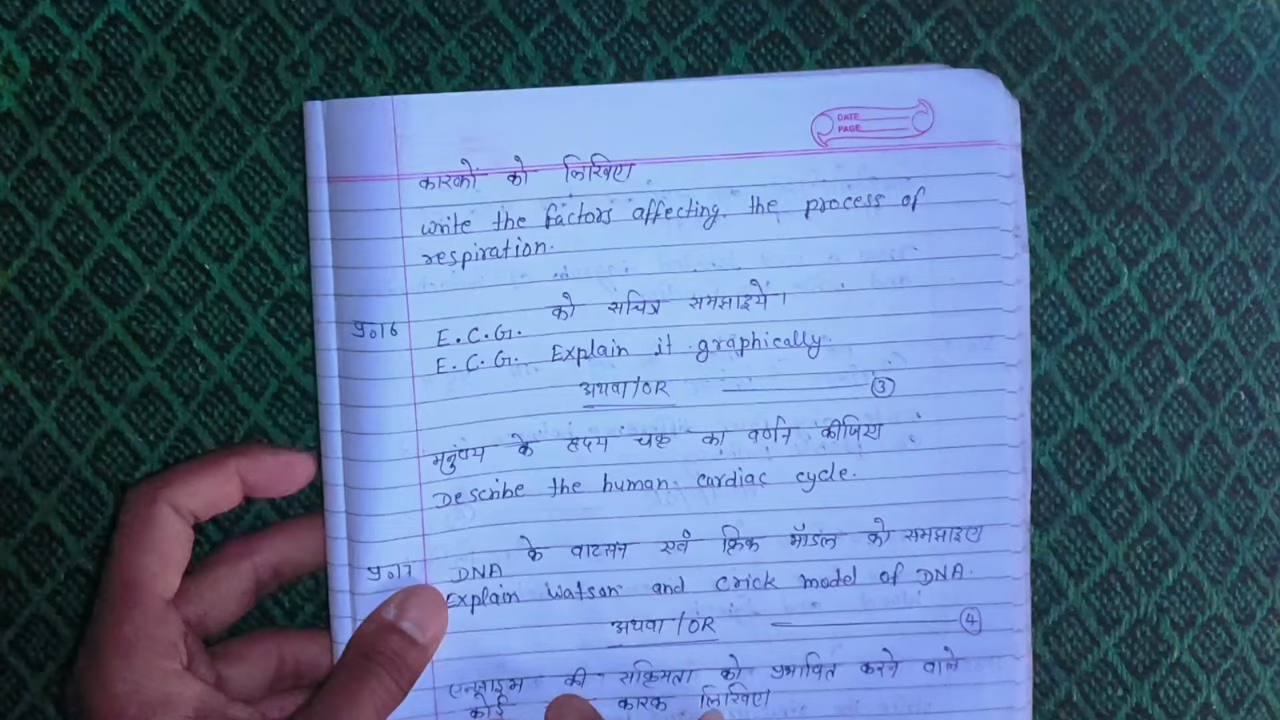 DATE
PAGE
कारकों को लिखिए
write the factors affecting the process of
respiration.
प्र०16 E.C.G. को सचित्र समझाइये।
E.C.G. Explain it graphically.
अथवा/OR ③
मनुष्य के हृदय चक्र का वर्णन कीजिए
Describe the human cardiac cycle.
प्र०17 DNA के वाटसन एवं क्रिक मॉडल को समझाइए
Explain Watson and Crick model of DNA.
अथवा/OR ④
एन्जाइम की सक्रियता को प्रभावित करने वाले
कोई कारक लिखिए